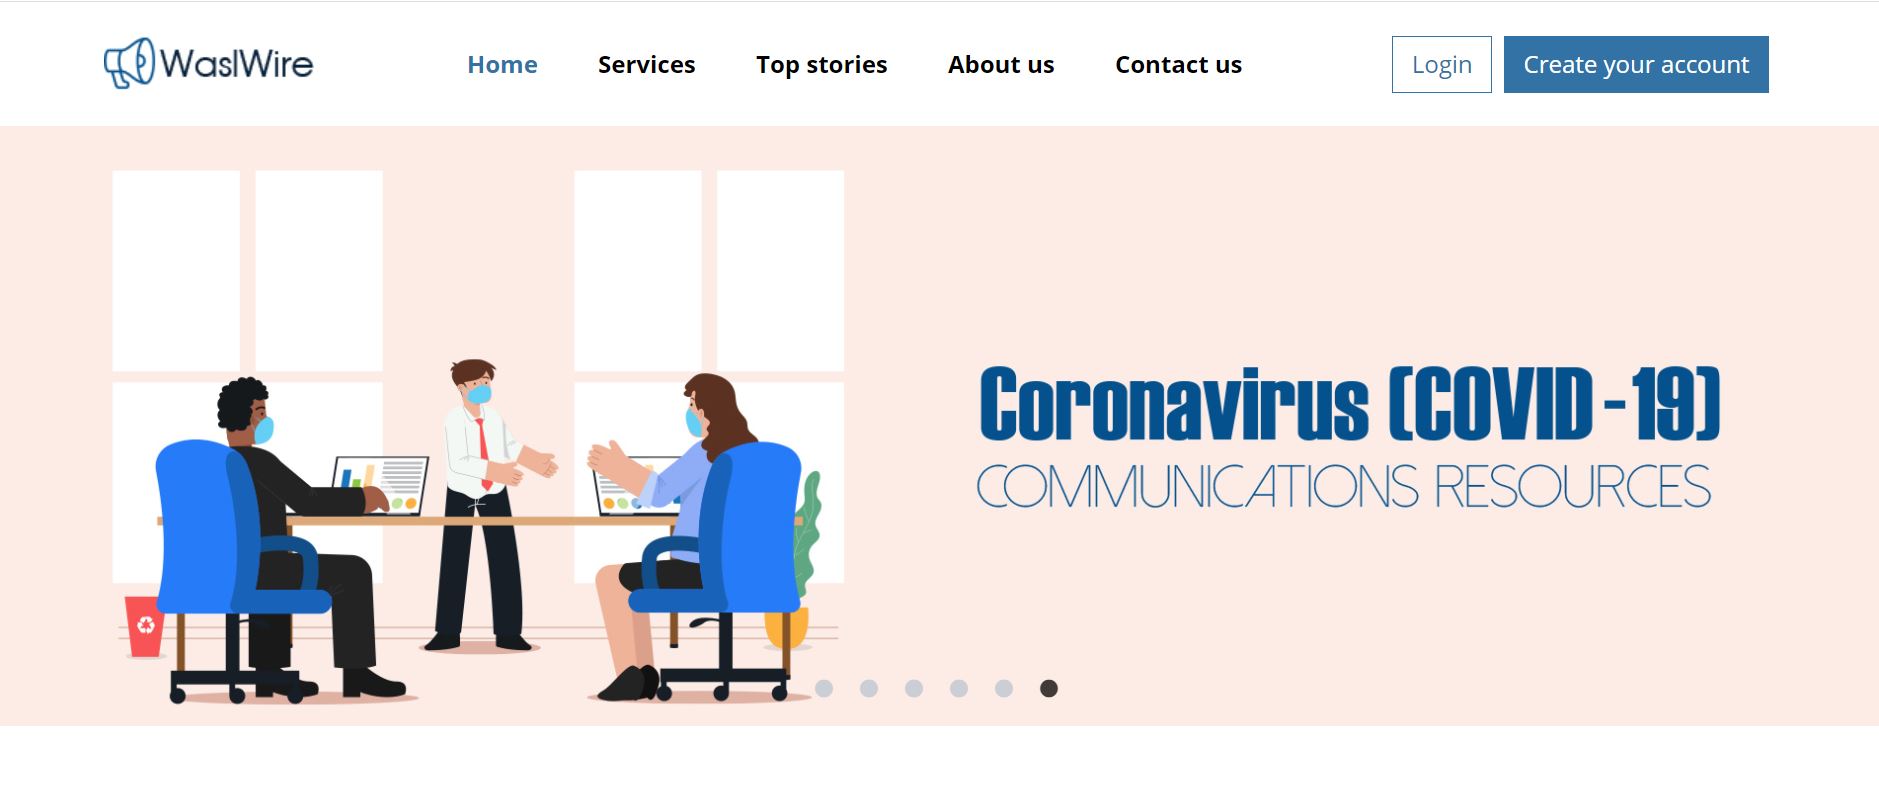 WaslWire
Home Services Top stories About us Contact us Login Create your account
Coronavirus (COVID -19)
COMMUNICATIONS RESOURCES